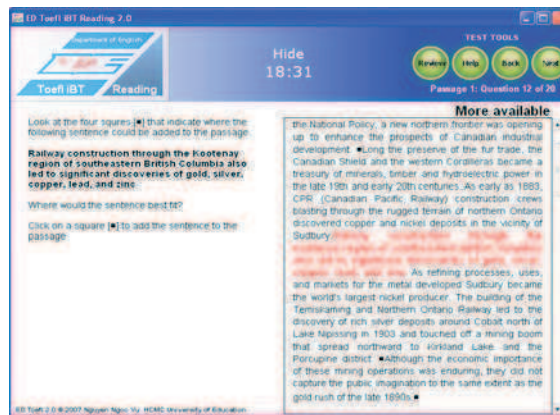 ED Toefl iBT Reading 2.0
Department of English
Toefl iBT Reading
Hide
18:31
TEST TOOLS
Review Help Back Next
Passage 1: Question 12 of 20
More available
Look at the four squres [■] that indicate where the
following sentence could be added to the passage.
Railway construction through the Kootenay
region of southeastern British Columbia also
led to significant discoveries of gold, silver,
copper, lead, and zinc
Where would the sentence best fit?
Click on a square [■] to add the sentence to the
passage
the National Policy, a new northern frontier was opening
up to enhance the prospects of Canadian industrial
development. ■Long the preserve of the fur trade, the
Canadian Shield and the western Cordilleras became a
treasury of minerals, timber and hydroelectric power in
the late 19th and early 20th centuries. As early as 1883,
CPR (Canadian Pacific Railway) construction crews
blasting through the rugged terrain of northern Ontario
discovered copper and nickel deposits in the vicinity of
Sudbury.
As refining processes, uses,
and markets for the metal developed Sudbury became
the world's largest nickel producer. The building of the
Temiskaming and Northern Ontario Railway led to the
discovery of rich silver deposits around Cobalt north of
Lake Nipissing in 1903 and touched off a mining boom
that spread northward to Kirkland Lake and the
Porcupine district. ■Although the economic importance
of these mining operations was enduring, they did not
capture the public imagination to the same extent as the
gold rush of the late 1890s.■
ED Toefl 2.0 ©2007 Nguyen Ngoc Vu. HCMC University of Education